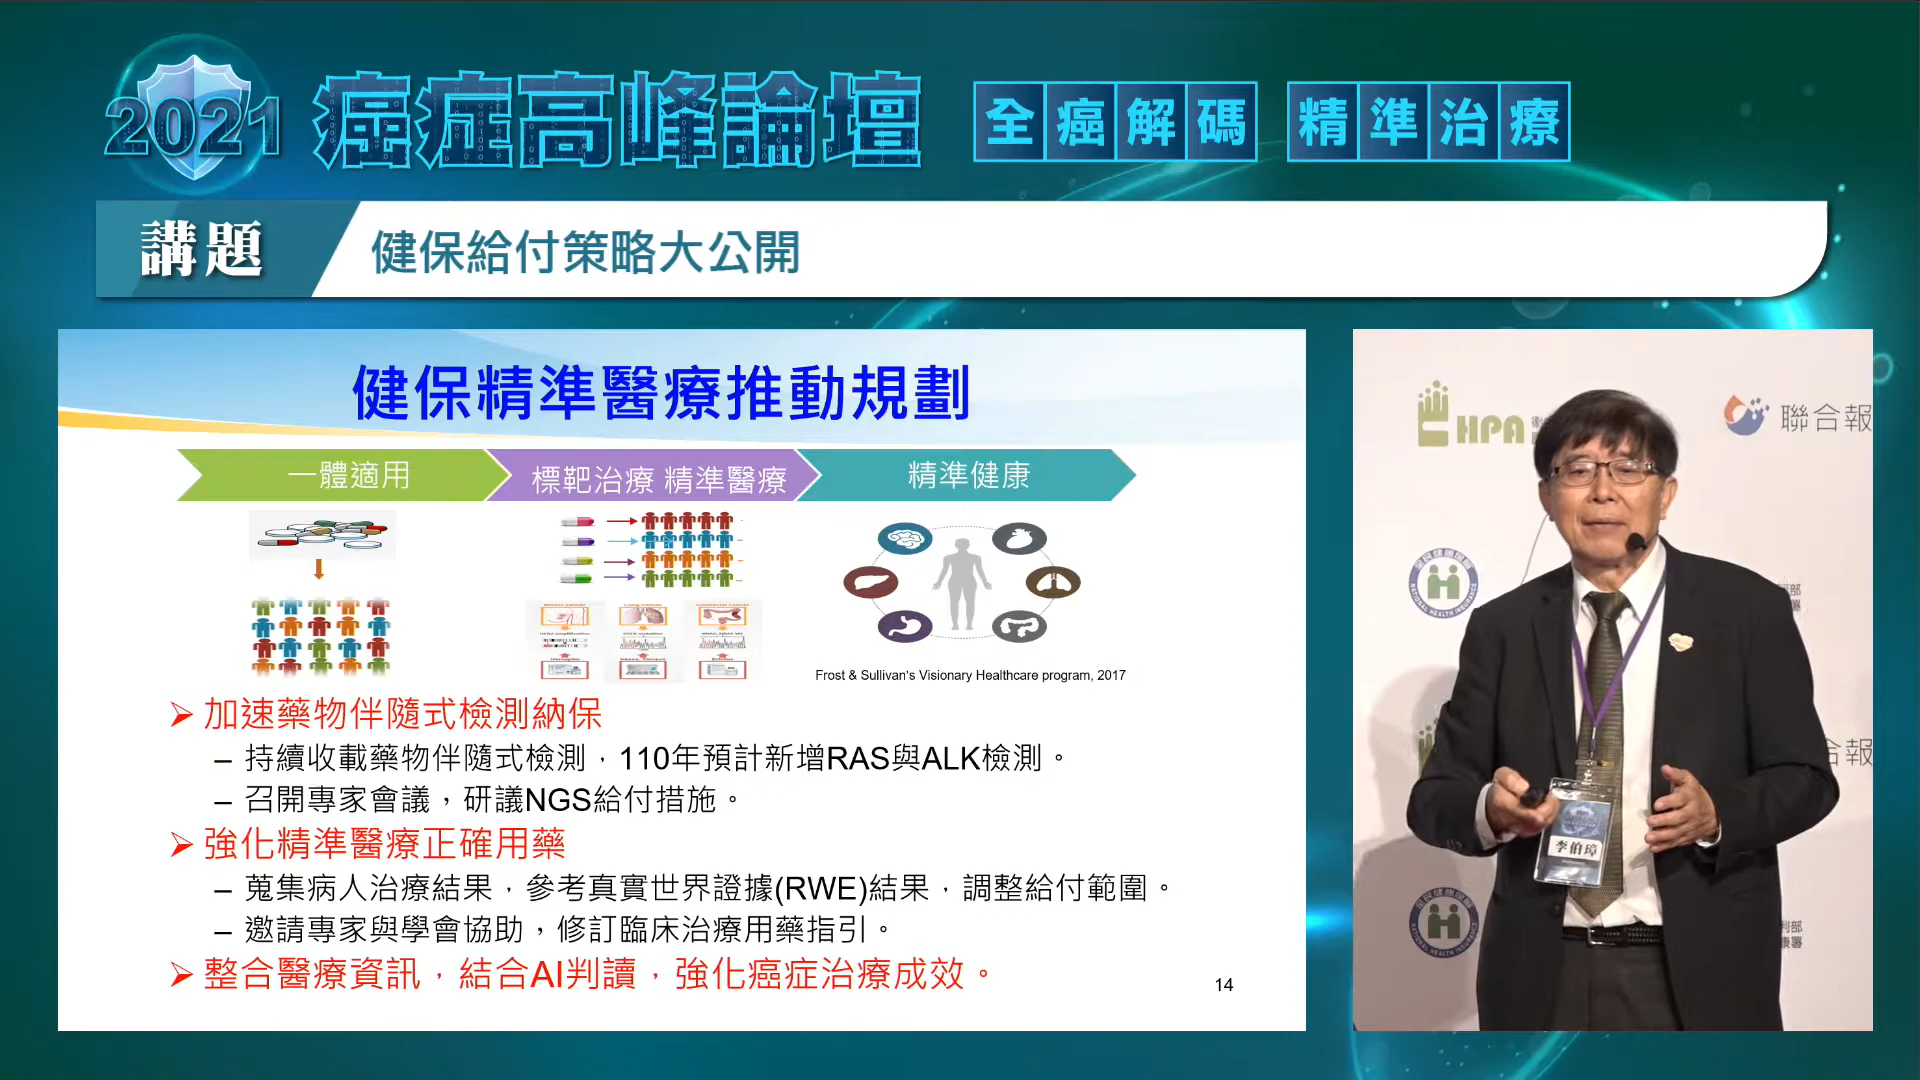 2021 癌症高峰論壇 全癌解碼 精準治療
講題 健保給付策略大公開
健保精準醫療推動規劃
一體適用 標靶治療 精準醫療 精準健康
Frost & Sullivan's Visionary Healthcare program, 2017
➢ 加速藥物伴隨式檢測納保
– 持續收載藥物伴隨式檢測，110年預計新增RAS與ALK檢測。
– 召開專家會議，研議NGS給付措施。
➢ 強化精準醫療正確用藥
– 蒐集病人治療結果，參考真實世界證據(RWE)結果，調整給付範圍。
– 邀請專家與學會協助，修訂臨床治療用藥指引。
➢ 整合醫療資訊，結合AI判讀，強化癌症治療成效。
14
HPA
聯合報
NATIONAL HEALTH INSURANCE
李伯璋